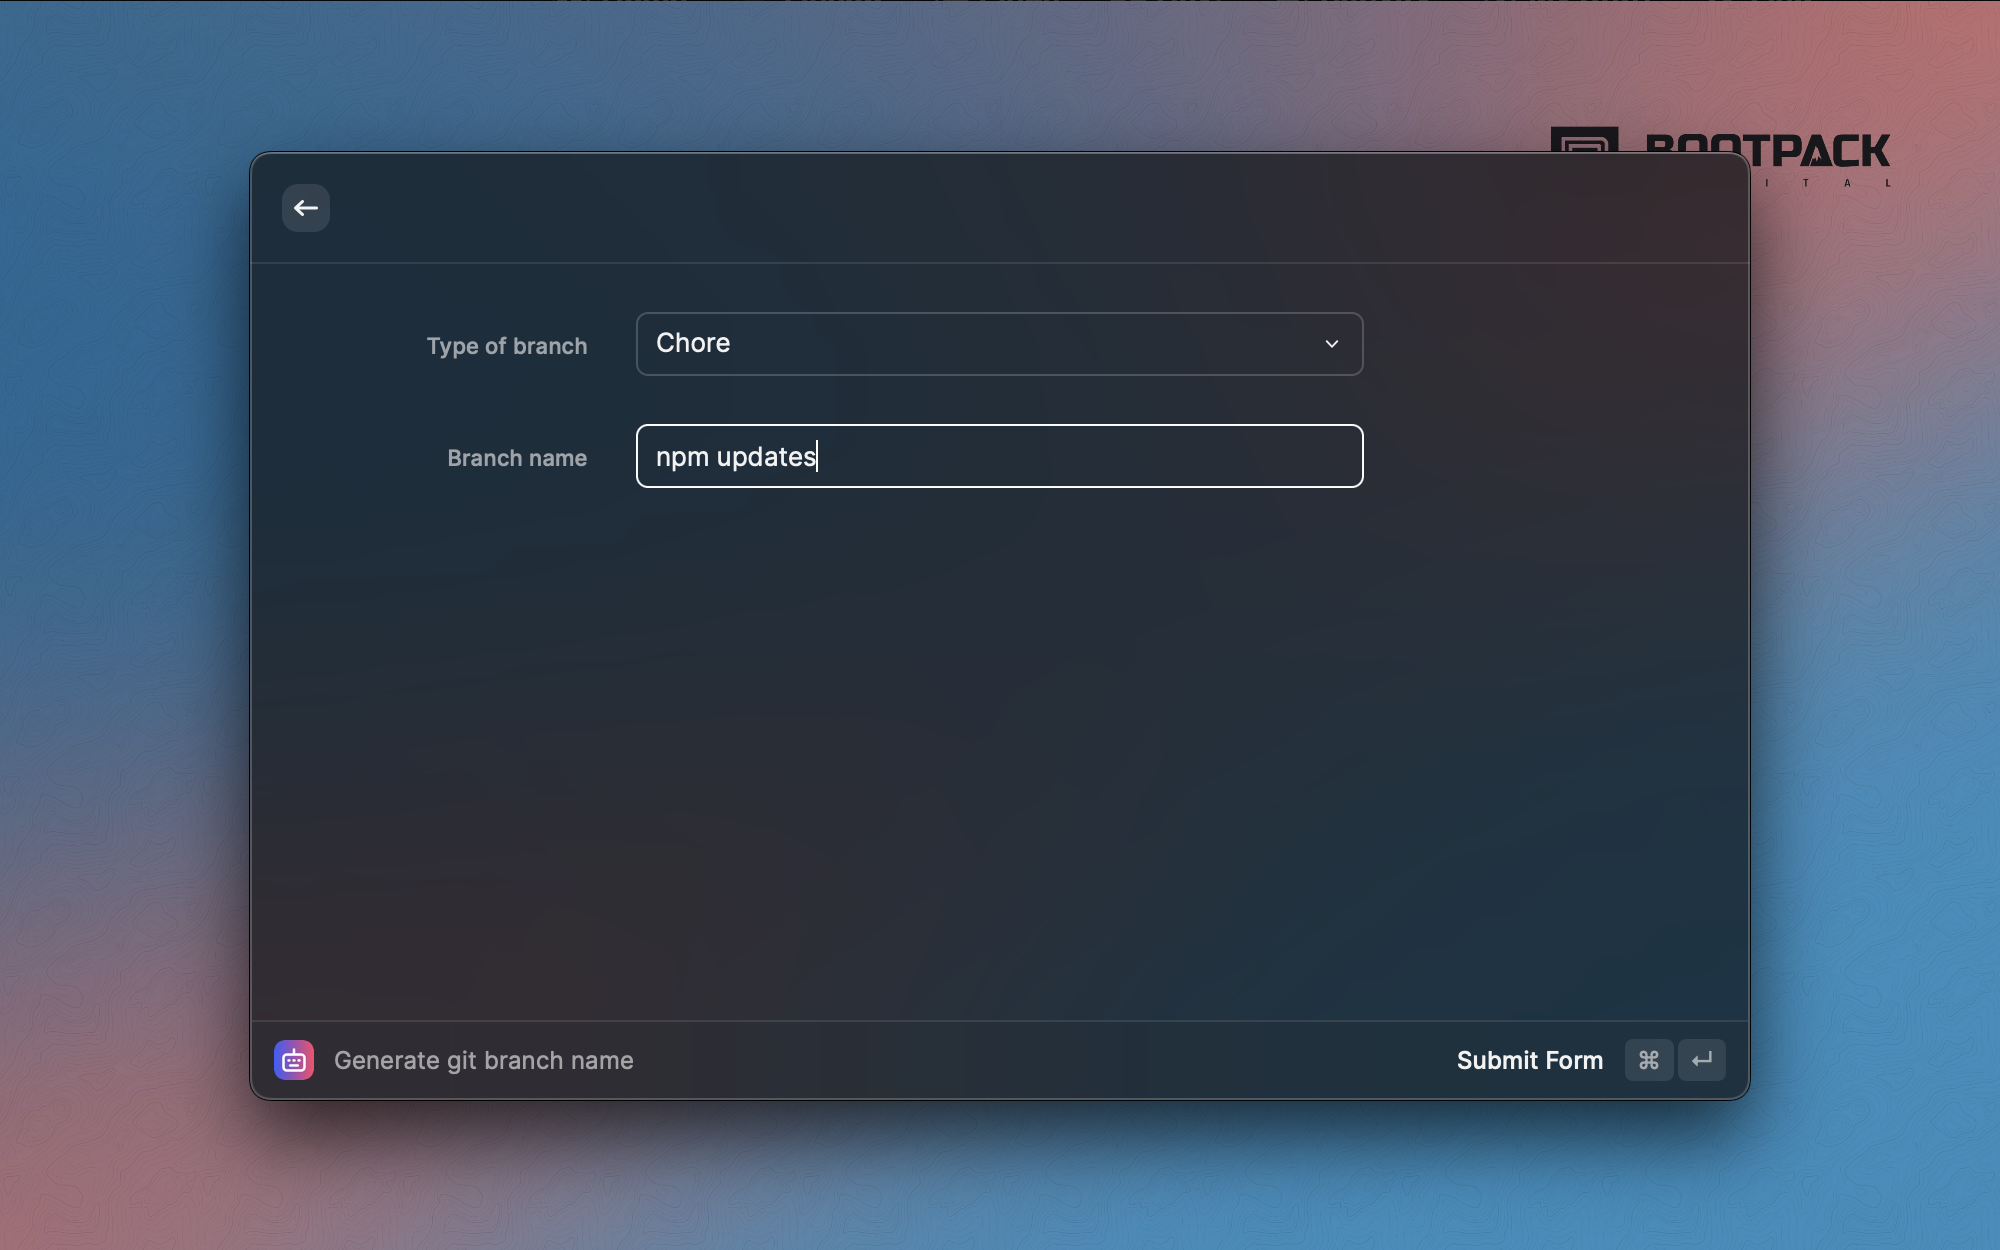 BOOTPACK
I T A L
Type of branch
Chore
Branch name
npm updates
Generate git branch name
Submit Form ⌘ ↵